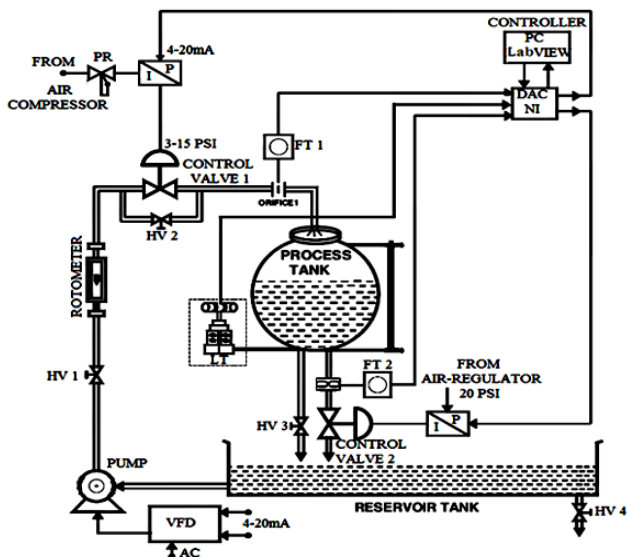 CONTROLLER
PC
LabVIEW
FROM
PR
4-20mA
I
P
AIR
COMPRESSOR
DAC
NI
3-15 PSI
FT 1
CONTROL
VALVE 1
ORIFICE1
HV 2
PROCESS
TANK
ROTOMETER
LT
FT 2
FROM
AIR-REGULATOR
20 PSI
HV 1
HV 3
I
P
CONTROL
VALVE 2
PUMP
RESERVOIR TANK
HV 4
VFD
4-20mA
AC